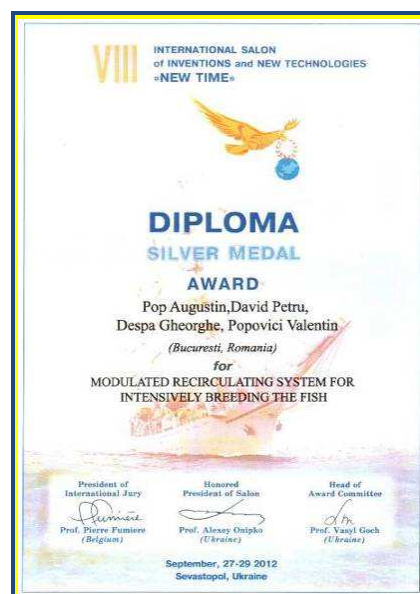 VIII
INTERNATIONAL SALON
of INVENTIONS and NEW TECHNOLOGIES
«NEW TIME»
DIPLOMA
SILVER MEDAL
AWARD
Pop Augustin,David Petru,
Despa Gheorghe, Popovici Valentin
(Bucuresti, Romania)
for
MODULATED RECIRCULATING SYSTEM FOR
INTENSIVELY BREEDING THE FISH
President of
International Jury
Prof. Pierre Fumiere
(Belgium)
Honored
President of Salon
Prof. Alexey Onipko
(Ukraine)
Head of
Award Committee
Prof. Vasyl Goch
(Ukraine)
September, 27-29 2012
Sevastopol, Ukraine